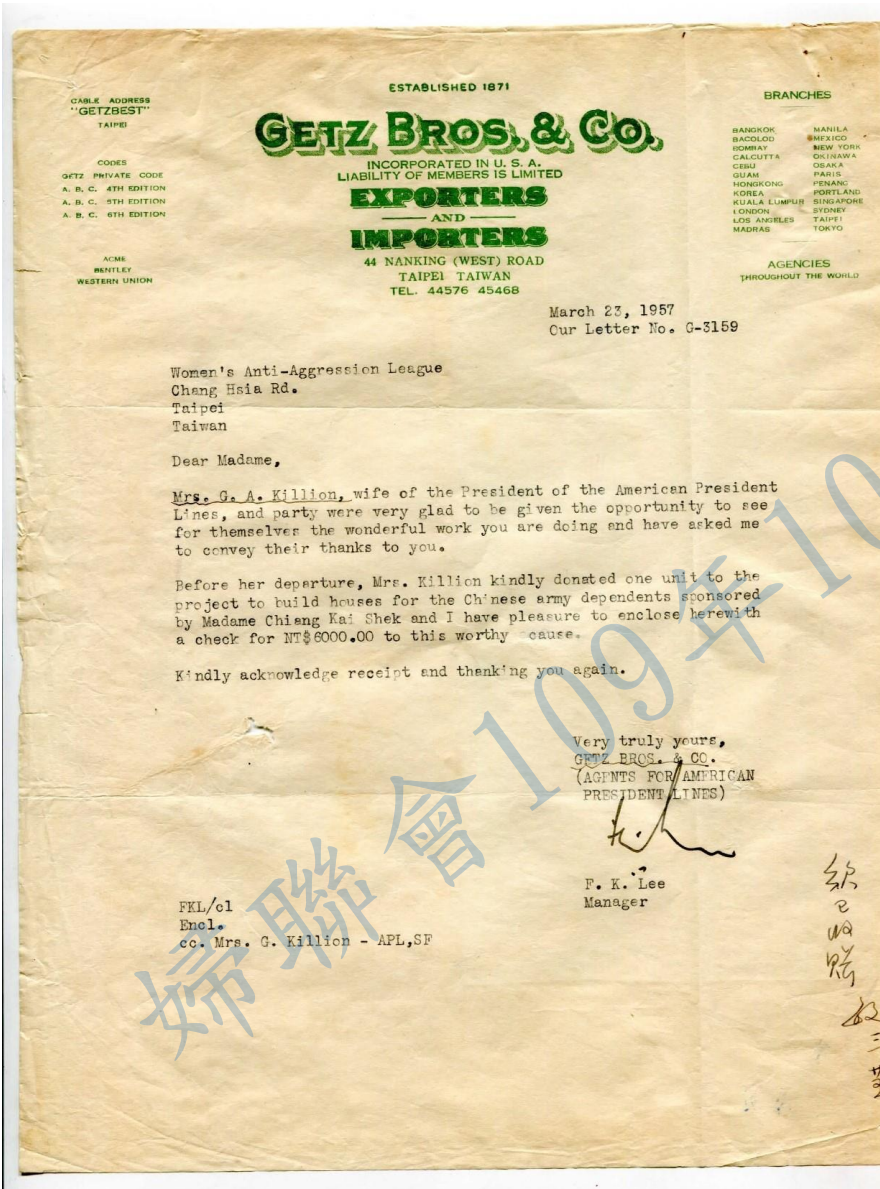 ESTABLISHED 1871
GETZ BROS. & CO.
INCORPORATED IN U. S. A.
LIABILITY OF MEMBERS IS LIMITED
EXPORTERS
AND
IMPORTERS
44 NANKING (WEST) ROAD
TAIPEI TAIWAN
TEL. 44576 45468
CABLE ADDRESS
"GETZBEST"
TAIPEI
CODES
GETZ PRIVATE CODE
A. B. C. 4TH EDITION
A. B. C. 5TH EDITION
A. B. C. 6TH EDITION
ACME
BENTLEY
WESTERN UNION
BRANCHES
BANGKOK MANILA
BACOLOD MEXICO
BOMBAY NEW YORK
CALCUTTA OKINAWA
CEBU OSAKA
GUAM PARIS
HONGKONG PENANG
KOREA PORTLAND
KUALA LUMPUR SINGAPORE
LONDON SYDNEY
LOS ANGELES TAIPEI
MADRAS TOKYO
AGENCIES
THROUGHOUT THE WORLD
March 23, 1957
Our Letter No. G-3159
Women's Anti-Aggression League
Chang Hsia Rd.
Taipei
Taiwan
Dear Madame,
Mrs. G. A. Killion, wife of the President of the American President
Lines, and party were very glad to be given the opportunity to see
for themselves the wonderful work you are doing and have asked me
to convey their thanks to you.
Before her departure, Mrs. Killion kindly donated one unit to the
project to build houses for the Chinese army dependents sponsored
by Madame Chiang Kai Shek and I have pleasure to enclose herewith
a check for NT$6000.00 to this worthy cause.
Kindly acknowledge receipt and thanking you again.
Very truly yours,
GETZ BROS. & CO.
(AGENTS FOR AMERICAN
PRESIDENT LINES)
F. K. Lee
Manager
FKL/cl
Encl.
cc. Mrs. G. Killion - APL,SF
婦聯會109年10